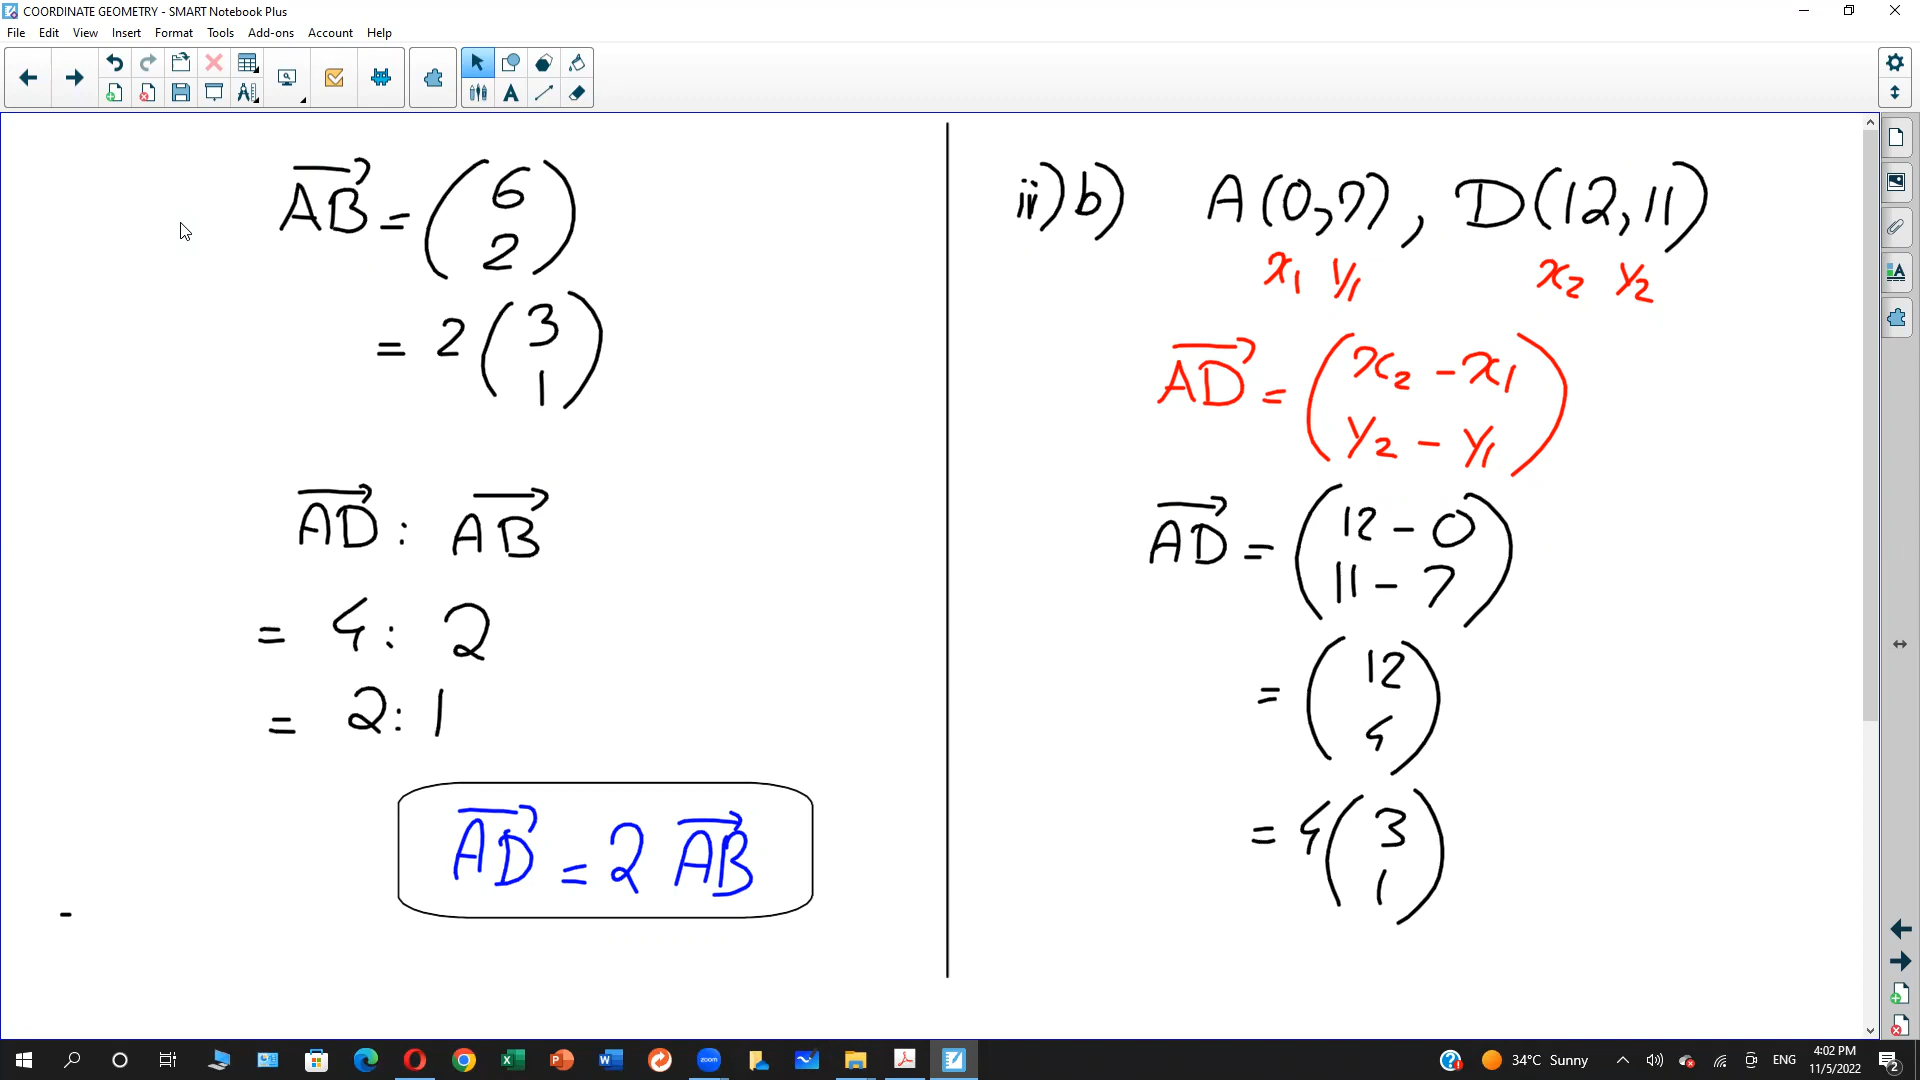 COORDINATE GEOMETRY - SMART Notebook Plus
File Edit View Insert Format Tools Add-ons Account Help
AB = (6
2)
= 2(3
1)
AD : AB
= 4 : 2
= 2 : 1
AD = 2 AB
-
iii) b) A(0,7), D(12,11)
x1 y1 x2 y2
AD = (x2 - x1
y2 - y1)
AD = (12 - 0
11 - 7)
= (12
4)
= 4(3
1)
34°C Sunny
ENG
4:02 PM
11/5/2022
2